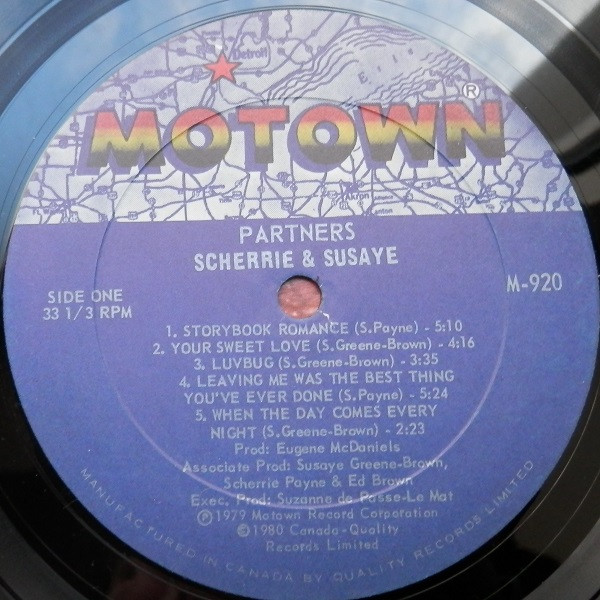 Detroit
Erie
MOTOWN®
Akron
PARTNERS
SCHERRIE & SUSAYE
SIDE ONE
33 1/3 RPM
M-920
1. STORYBOOK ROMANCE (S.Payne) - 5:10
2. YOUR SWEET LOVE (S.Greene-Brown) - 4:16
3. LUVBUG (S.Greene-Brown) - 3:35
4. LEAVING ME WAS THE BEST THING
YOU'VE EVER DONE (S.Payne) - 5:24
5. WHEN THE DAY COMES EVERY
NIGHT (S.Greene-Brown) - 2:23
Prod: Eugene McDaniels
Associate Prod: Susaye Greene-Brown,
Scherrie Payne & Ed Brown
Exec. Prod: Suzanne de Passe-Le Mat
℗1979 Motown Record Corporation
©1980 Canada-Quality
Records Limited
MANUFACTURED IN CANADA BY QUALITY RECORDS LIMITED